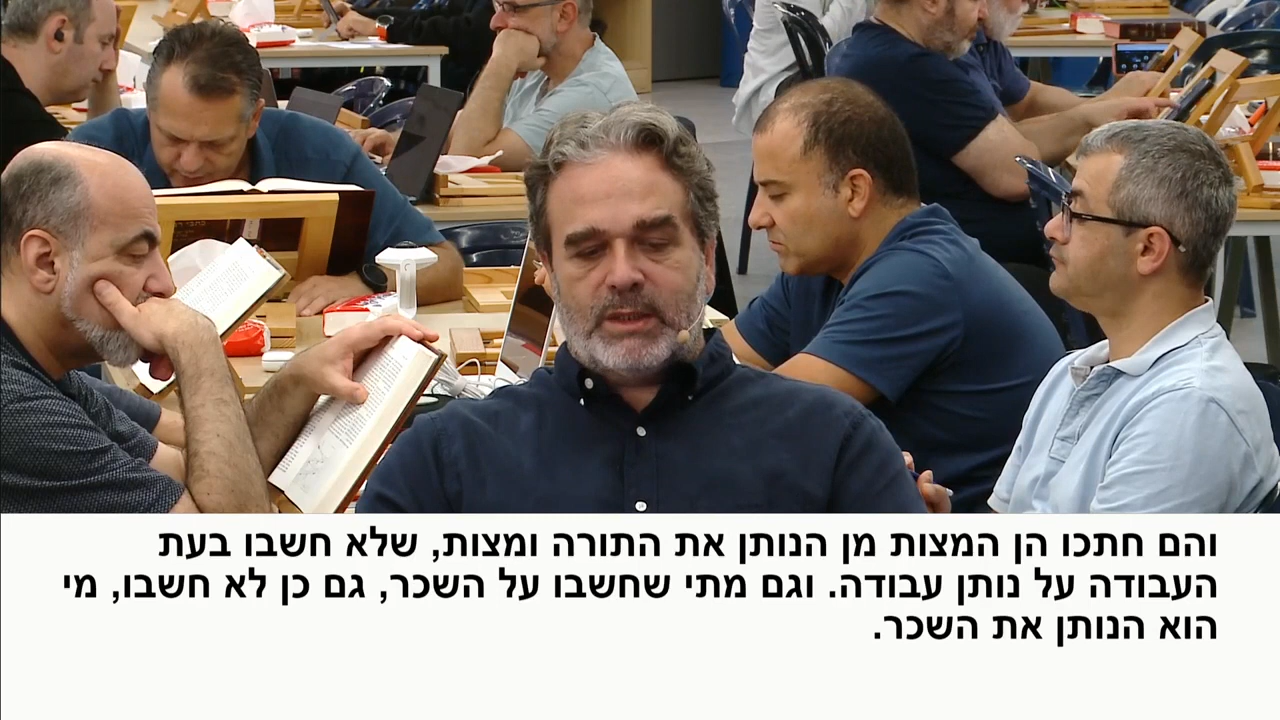 והם חתכו הן המצות מן הנותן את התורה ומצות, שלא חשבו בעת
העבודה על נותן עבודה. וגם מתי שחשבו על השכר, גם כן לא חשבו, מי
הוא הנותן את השכר.